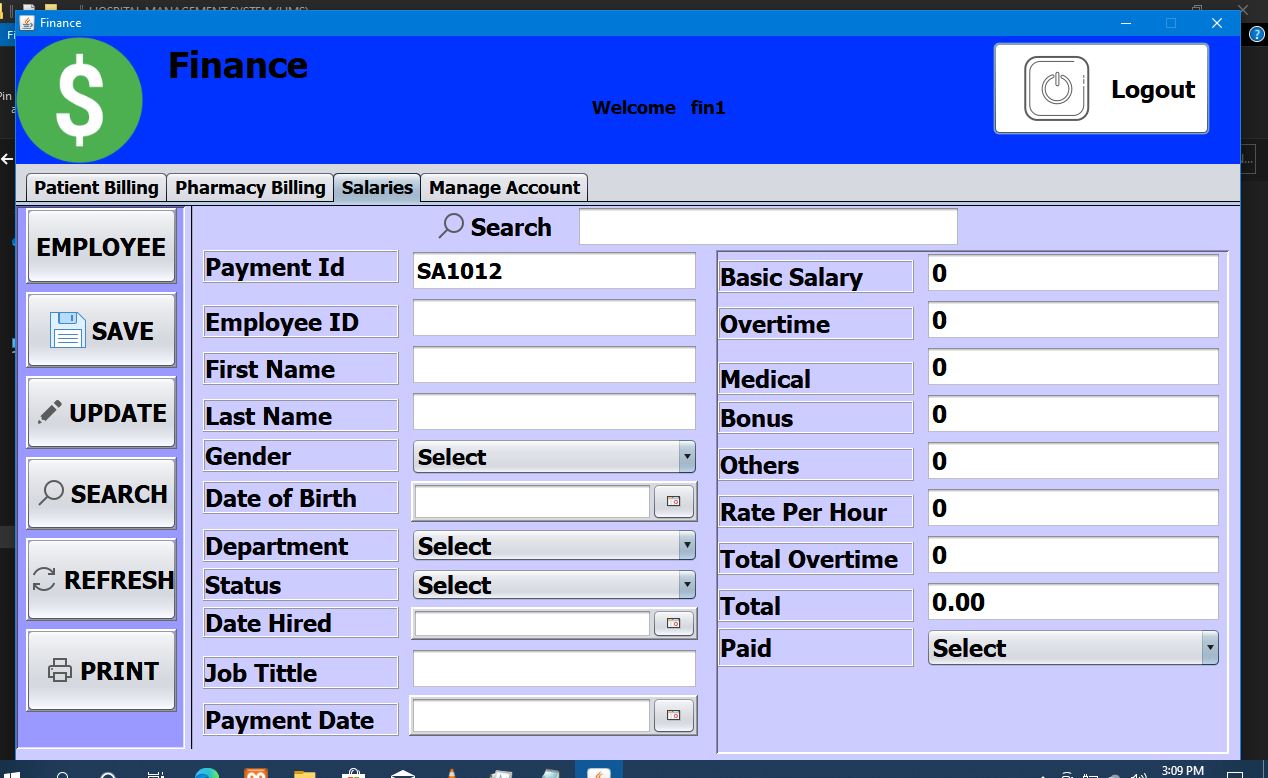 HOSPITAL MANAGEMENT SYSTEM (HMS)
Finance
Finance
Welcome fin1
Logout
Patient Billing Pharmacy Billing Salaries Manage Account
EMPLOYEE
SAVE
UPDATE
SEARCH
REFRESH
PRINT
Search
Payment Id SA1012
Employee ID
First Name
Last Name
Gender Select
Date of Birth
Department Select
Status Select
Date Hired
Job Tittle
Payment Date
Basic Salary 0
Overtime 0
Medical 0
Bonus 0
Others 0
Rate Per Hour 0
Total Overtime 0
Total 0.00
Paid Select
3:09 PM